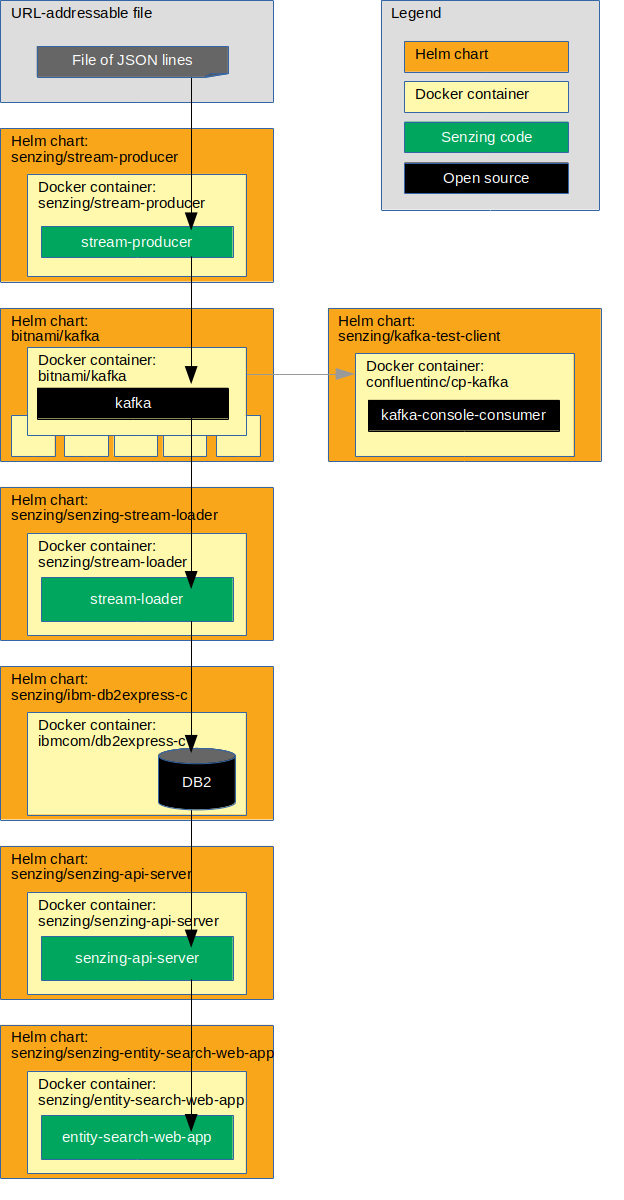 URL-addressable file
File of JSON lines
Legend
Helm chart
Docker container
Senzing code
Open source
Helm chart:
senzing/stream-producer
Docker container:
senzing/stream-producer
stream-producer
Helm chart:
bitnami/kafka
Docker container:
bitnami/kafka
kafka
Helm chart:
senzing/kafka-test-client
Docker container:
confluentinc/cp-kafka
kafka-console-consumer
Helm chart:
senzing/senzing-stream-loader
Docker container:
senzing/stream-loader
stream-loader
Helm chart:
senzing/ibm-db2express-c
Docker container:
ibmcom/db2express-c
DB2
Helm chart:
senzing/senzing-api-server
Docker container:
senzing/senzing-api-server
senzing-api-server
Helm chart:
senzing/senzing-entity-search-web-app
Docker container:
senzing/entity-search-web-app
entity-search-web-app